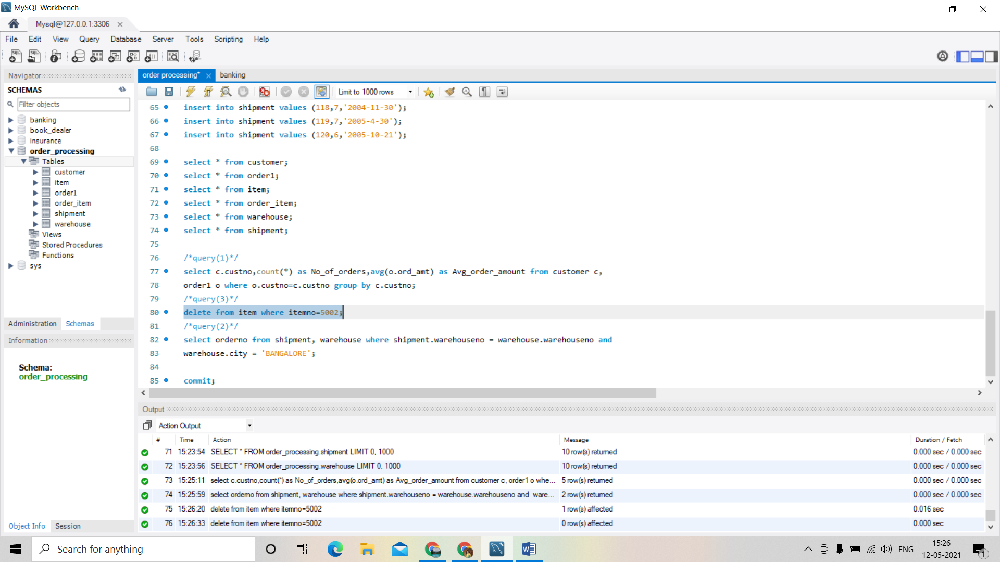 MySQL Workbench
Mysql@127.0.0.1:3306
File Edit View Query Database Server Tools Scripting Help
Navigator
SCHEMAS
Filter objects
banking
book_dealer
insurance
order_processing
Tables
customer
item
order1
order_item
shipment
warehouse
Views
Stored Procedures
Functions
sys
Administration Schemas
Information
Schema:
order_processing
Object Info Session
order processing* banking
Limit to 1000 rows
65 insert into shipment values (118,7,'2004-11-30');
66 insert into shipment values (119,7,'2005-4-30');
67 insert into shipment values (120,6,'2005-10-21');
68
69 select * from customer;
70 select * from order1;
71 select * from item;
72 select * from order_item;
73 select * from warehouse;
74 select * from shipment;
75
76 /*query(1)*/
77 select c.custno,count(*) as No_of_orders,avg(o.ord_amt) as Avg_order_amount from customer c,
78 order1 o where o.custno=c.custno group by c.custno;
79 /*query(3)*/
80 delete from item where itemno=5002;
81 /*query(2)*/
82 select orderno from shipment, warehouse where shipment.warehouseno = warehouse.warehouseno and
83 warehouse.city = 'BANGALORE';
84
85 commit;
Output
Action Output
# Time Action Message Duration / Fetch
71 15:23:54 SELECT * FROM order_processing.shipment LIMIT 0, 1000 10 row(s) returned 0.000 sec / 0.000 sec
72 15:23:56 SELECT * FROM order_processing.warehouse LIMIT 0, 1000 10 row(s) returned 0.000 sec / 0.000 sec
73 15:25:11 select c.custno,count(*) as No_of_orders,avg(o.ord_amt) as Avg_order_amount from customer c, order1 o whe... 5 row(s) returned 0.000 sec / 0.000 sec
74 15:25:59 select orderno from shipment, warehouse where shipment.warehouseno = warehouse.warehouseno and ware... 2 row(s) returned 0.000 sec / 0.000 sec
75 15:26:20 delete from item where itemno=5002 1 row(s) affected 0.016 sec
76 15:26:33 delete from item where itemno=5002 0 row(s) affected 0.000 sec
Search for anything
ENG
15:26
12-05-2021
1